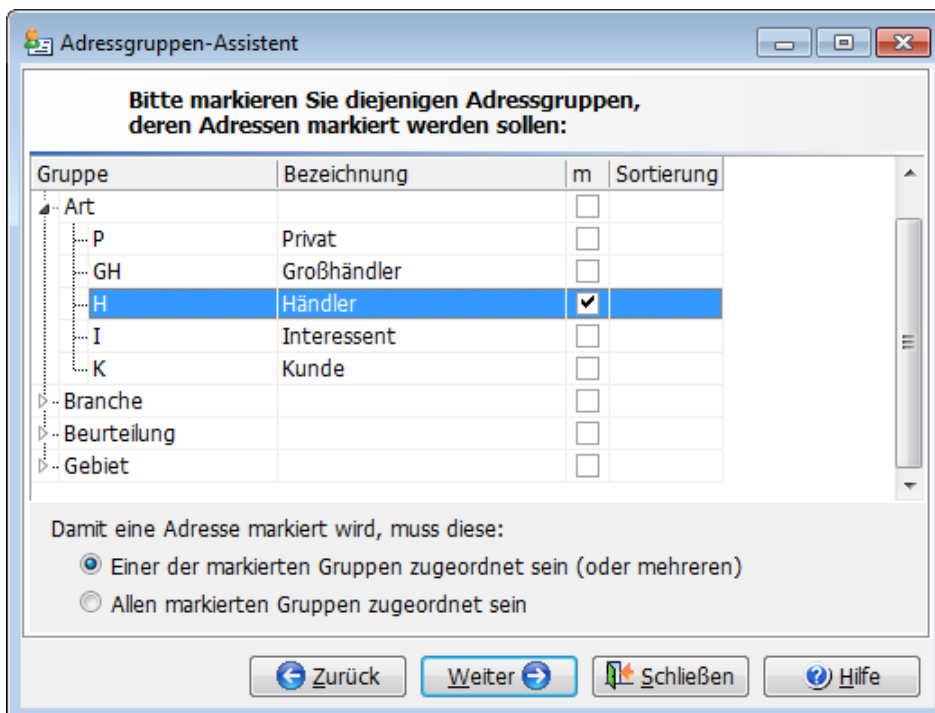 Adressgruppen-Assistent
Bitte markieren Sie diejenigen Adressgruppen,
deren Adressen markiert werden sollen:
Gruppe Bezeichnung m Sortierung
Art
P Privat
GH Großhändler
H Händler
I Interessent
K Kunde
Branche
Beurteilung
Gebiet
Damit eine Adresse markiert wird, muss diese:
Einer der markierten Gruppen zugeordnet sein (oder mehreren)
Allen markierten Gruppen zugeordnet sein
Zurück Weiter Schließen Hilfe